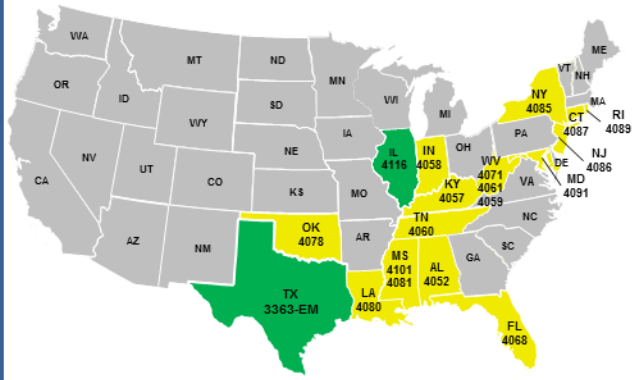 WA
OR
CA
NV
ID
MT
WY
UT
AZ
CO
NM
ND
SD
NE
KS
OK
4078
TX
3363-EM
MN
IA
MO
AR
LA
4080
WI
IL
4116
MI
IN
4058
OH
KY
4057
TN
4060
MS
4101
4081
AL
4052
GA
FL
4068
SC
NC
VA
WV
4071
4061
4059
PA
NY
4085
VT
NH
ME
MA
RI
4089
CT
4087
NJ
4086
DE
MD
4091